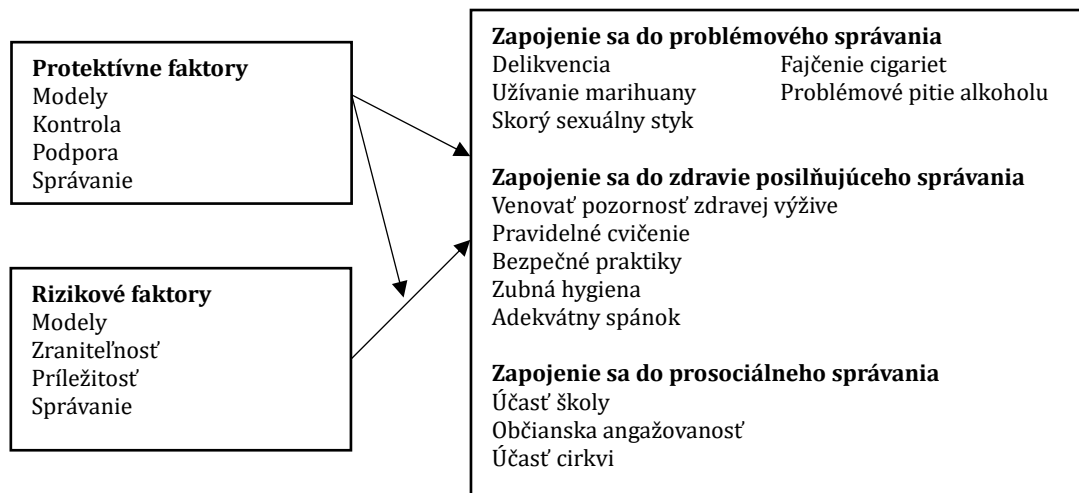 Protektívne faktory
Modely
Kontrola
Podpora
Správanie
Rizikové faktory
Modely
Zraniteľnosť
Príležitosť
Správanie
Zapojenie sa do problémového správania
Delikvencia Fajčenie cigariet
Užívanie marihuany Problémové pitie alkoholu
Skorý sexuálny styk
Zapojenie sa do zdravie posilňujúceho správania
Venovať pozornosť zdravej výžive
Pravidelné cvičenie
Bezpečné praktiky
Zubná hygiena
Adekvátny spánok
Zapojenie sa do prosociálneho správania
Účasť školy
Občianska angažovanosť
Účasť cirkvi